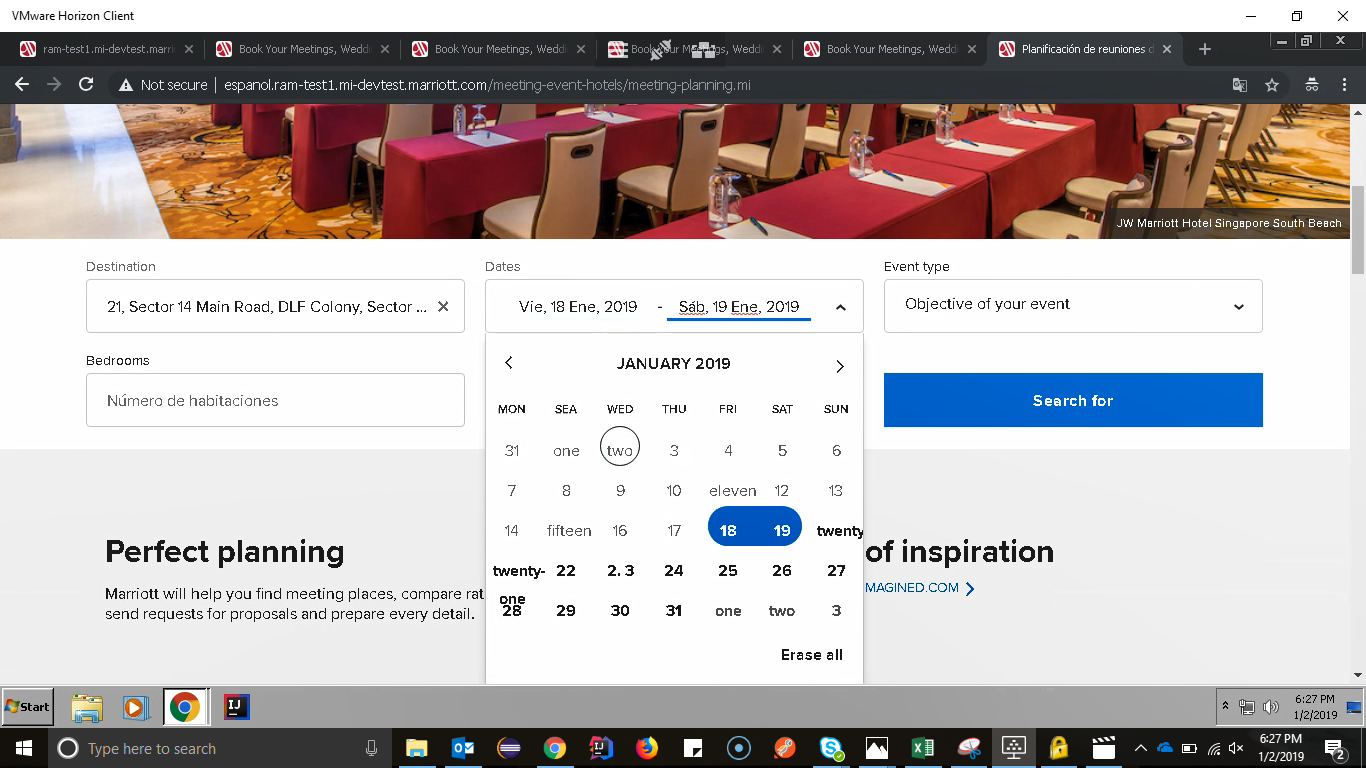 VMware Horizon Client
ram-test1.mi-devtest.marri
Book Your Meetings, Weddi
Book Your Meetings, Weddi
Book Your Meetings, Weddi
Book Your Meetings, Weddi
Planificación de reuniones d
Not secure | espanol.ram-test1.mi-devtest.marriott.com/meeting-event-hotels/meeting-planning.mi
JW Marriott Hotel Singapore South Beach
Destination
Dates
Event type
21, Sector 14 Main Road, DLF Colony, Sector ...
Vie, 18 Ene, 2019 - Sáb, 19 Ene, 2019
Objective of your event
Bedrooms
Número de habitaciones
Search for
JANUARY 2019
MON SEA WED THU FRI SAT SUN
31 one two 3 4 5 6
7 8 9 10 eleven 12 13
14 fifteen 16 17 18 19 twenty
twenty-one 22 2. 3 24 25 26 27
28 29 30 31 one two 3
Erase all
Perfect planning
Marriott will help you find meeting places, compare rat
send requests for proposals and prepare every detail.
of inspiration
MAGINED.COM
Start
6:27 PM
1/2/2019
Type here to search
6:27 PM
1/2/2019
2